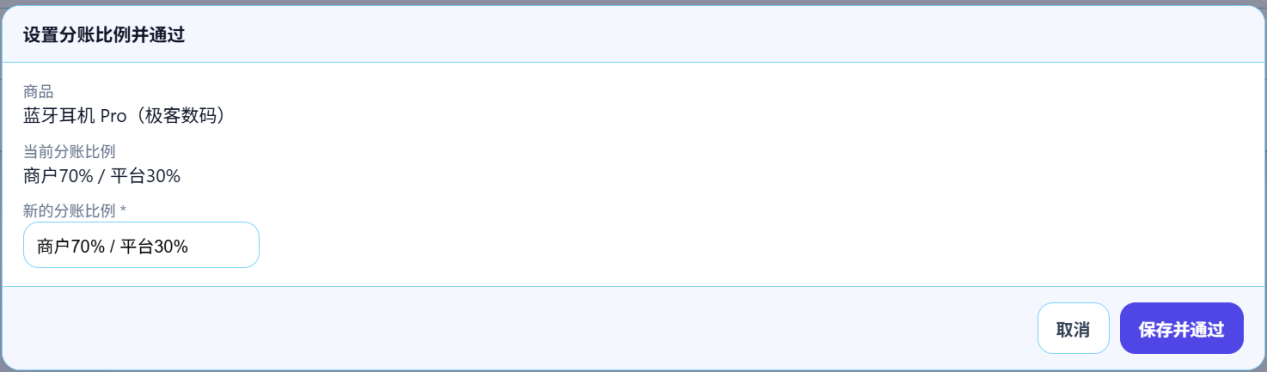 设置分账比例并通过
商品
蓝牙耳机 Pro（极客数码）
当前分账比例
商户70% / 平台30%
新的分账比例 *
商户70% / 平台30%
取消
保存并通过